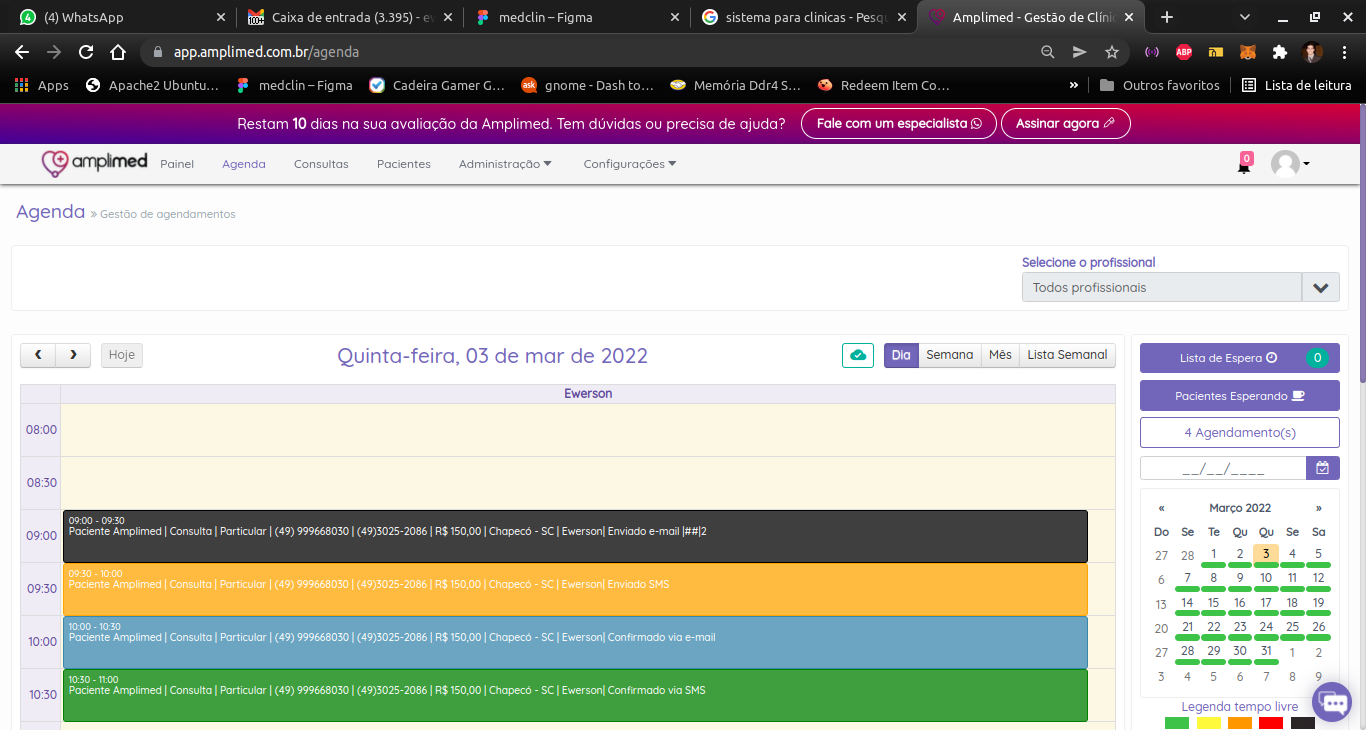 (4) WhatsApp
Caixa de entrada (3.395) - ew
medclin – Figma
sistema para clinicas - Pesqu
Amplimed - Gestão de Clínic
app.amplimed.com.br/agenda
Apps
Apache2 Ubuntu...
medclin – Figma
Cadeira Gamer G...
gnome - Dash to...
Memória Ddr4 S...
Redeem Item Co...
»
Outros favoritos
Lista de leitura
Restam 10 dias na sua avaliação da Amplimed. Tem dúvidas ou precisa de ajuda?
Fale com um especialista
Assinar agora
amplimed
Painel
Agenda
Consultas
Pacientes
Administração
Configurações
0
Agenda » Gestão de agendamentos
Selecione o profissional
Todos profissionais
Hoje
Quinta-feira, 03 de mar de 2022
Dia
Semana
Mês
Lista Semanal
Ewerson
08:00
08:30
09:00
09:00 - 09:30
Paciente Amplimed | Consulta | Particular | (49) 999668030 | (49)3025-2086 | R$ 150,00 | Chapecó - SC | Ewerson| Enviado e-mail |##|2
09:30
09:30 - 10:00
Paciente Amplimed | Consulta | Particular | (49) 999668030 | (49)3025-2086 | R$ 150,00 | Chapecó - SC | Ewerson| Enviado SMS
10:00
10:00 - 10:30
Paciente Amplimed | Consulta | Particular | (49) 999668030 | (49)3025-2086 | R$ 150,00 | Chapecó - SC | Ewerson| Confirmado via e-mail
10:30
10:30 - 11:00
Paciente Amplimed | Consulta | Particular | (49) 999668030 | (49)3025-2086 | R$ 150,00 | Chapecó - SC | Ewerson| Confirmado via SMS
Lista de Espera 0
Pacientes Esperando
4 Agendamento(s)
__/__/____
« Março 2022 »
Do Se Te Qu Qu Se Sa
27 28 1 2 3 4 5
6 7 8 9 10 11 12
13 14 15 16 17 18 19
20 21 22 23 24 25 26
27 28 29 30 31 1 2
3 4 5 6 7 8 9
Legenda tempo livre